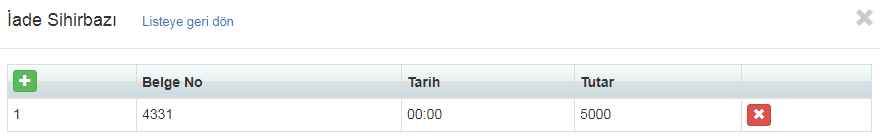 İade Sihirbazı Listeye geri dön
Belge No Tarih Tutar
1 4331 00:00 5000